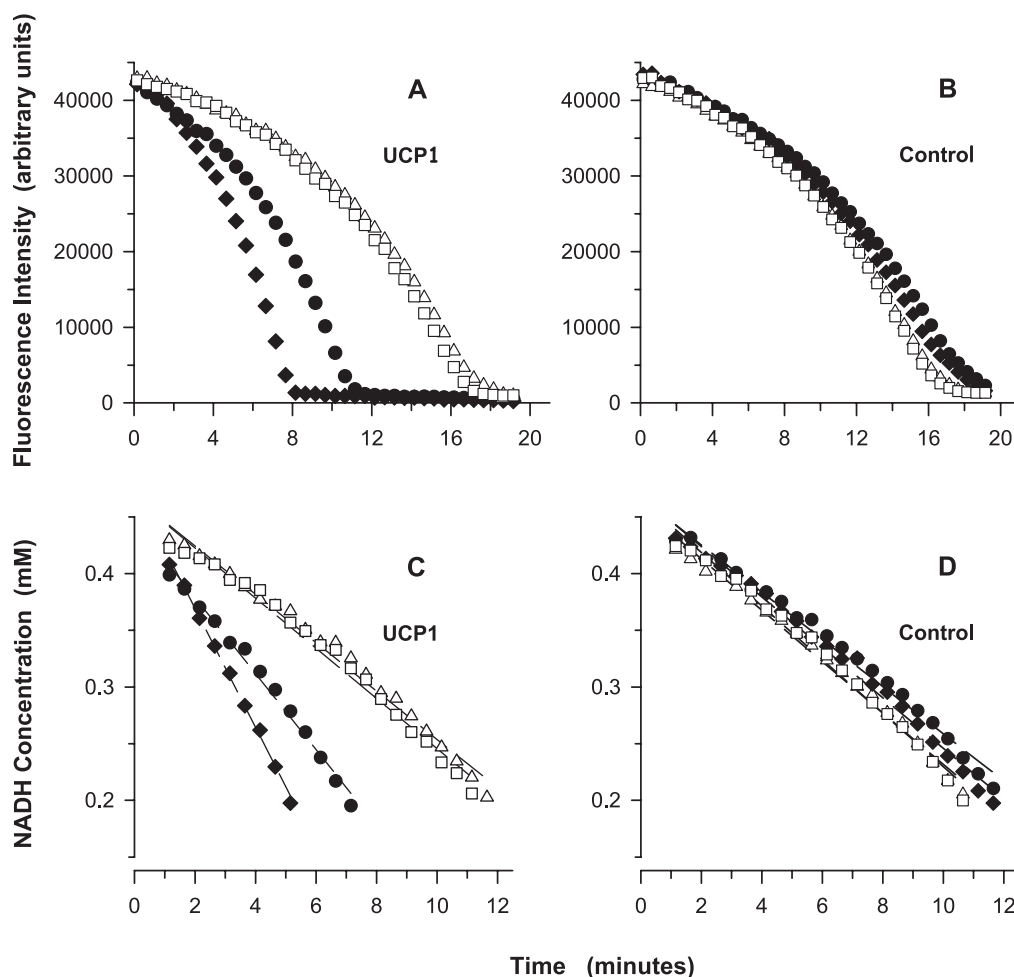 Fluorescence Intensity (arbitrary units)
A
UCP1
40000
30000
20000
10000
0
0 4 8 12 16 20
B
Control
40000
30000
20000
10000
0
0 4 8 12 16 20
NADH Concentration (mM)
C
UCP1
0.4
0.3
0.2
0 2 4 6 8 10 12
D
Control
0.4
0.3
0.2
0 2 4 6 8 10 12
Time (minutes)